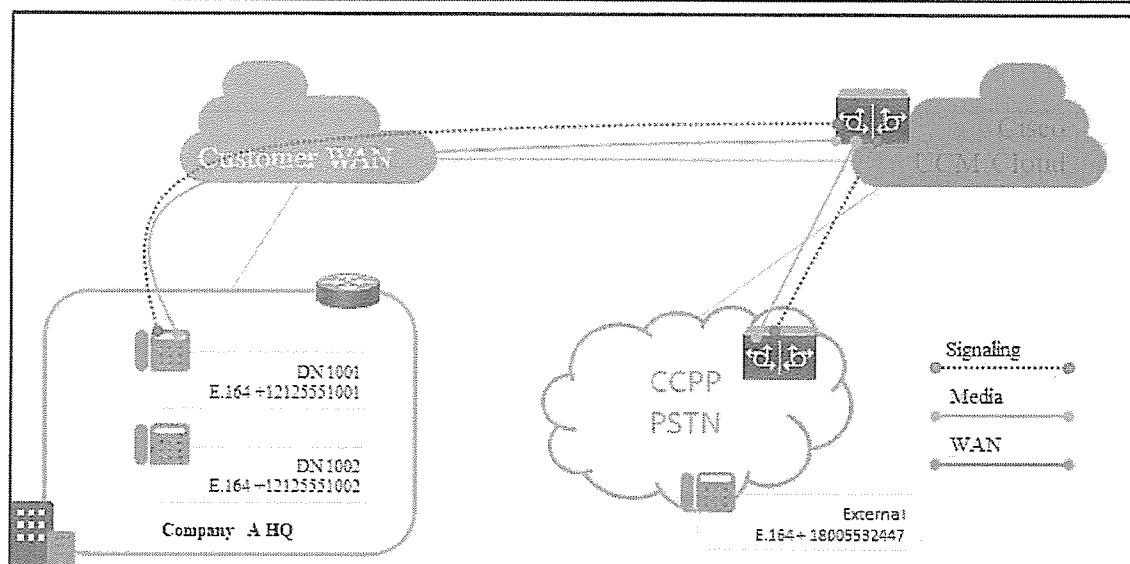 Customer WAN
Cisco
UCM Cloud
DN 1001
E.164 +12125551001
DN 1002
E.164 +12125551002
Company A HQ
CCPP
PSTN
External
E.164 + 18005532447
Signaling
Media
WAN